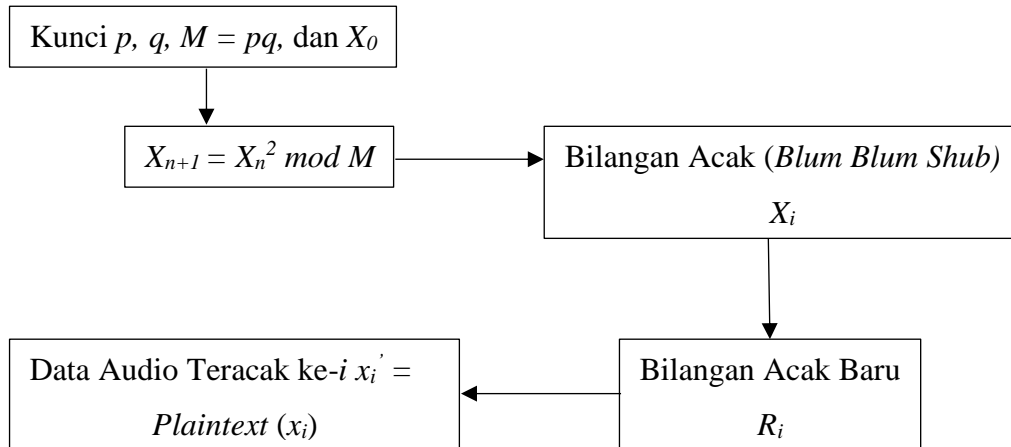 Kunci p, q, M = pq, dan X₀
Xₙ₊₁ = Xₙ² mod M
Bilangan Acak (Blum Blum Shub)
Xᵢ
Bilangan Acak Baru
Rᵢ
Data Audio Teracak ke-i xᵢ’ =
Plaintext (xᵢ)